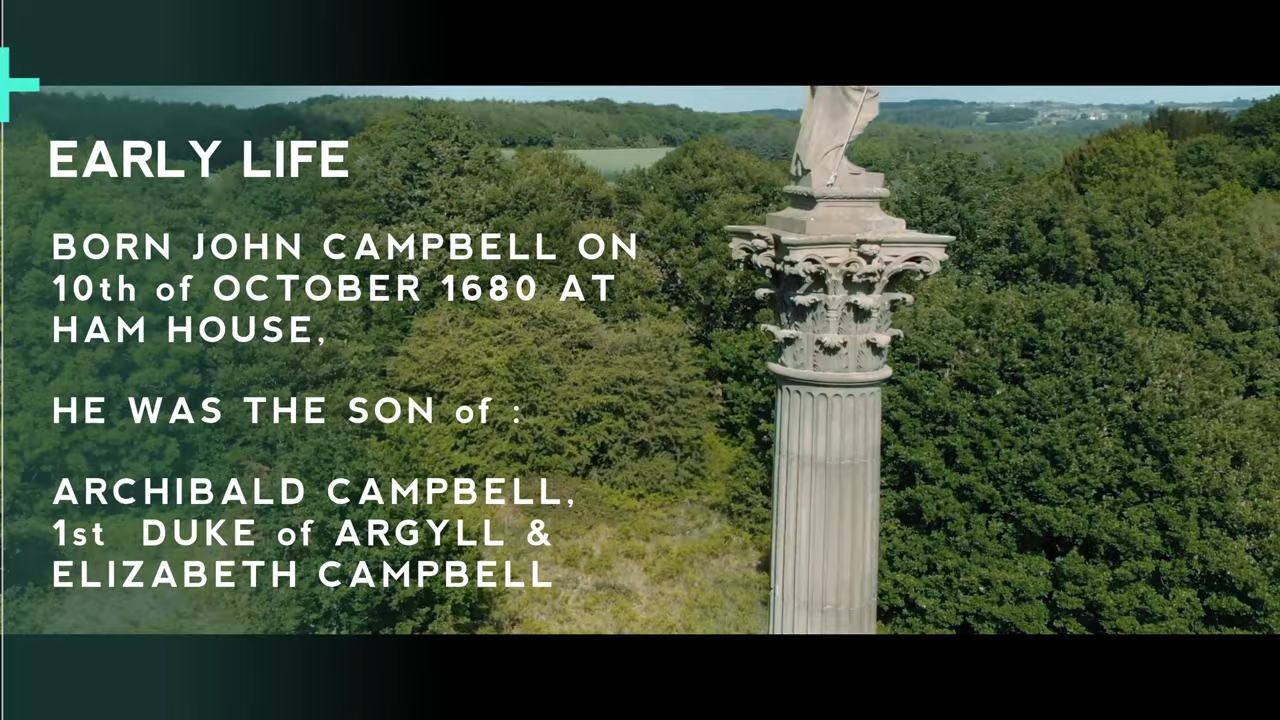 EARLY LIFE
BORN JOHN CAMPBELL ON
10th of OCTOBER 1680 AT
HAM HOUSE,
HE WAS THE SON of :
ARCHIBALD CAMPBELL,
1st DUKE of ARGYLL &
ELIZABETH CAMPBELL